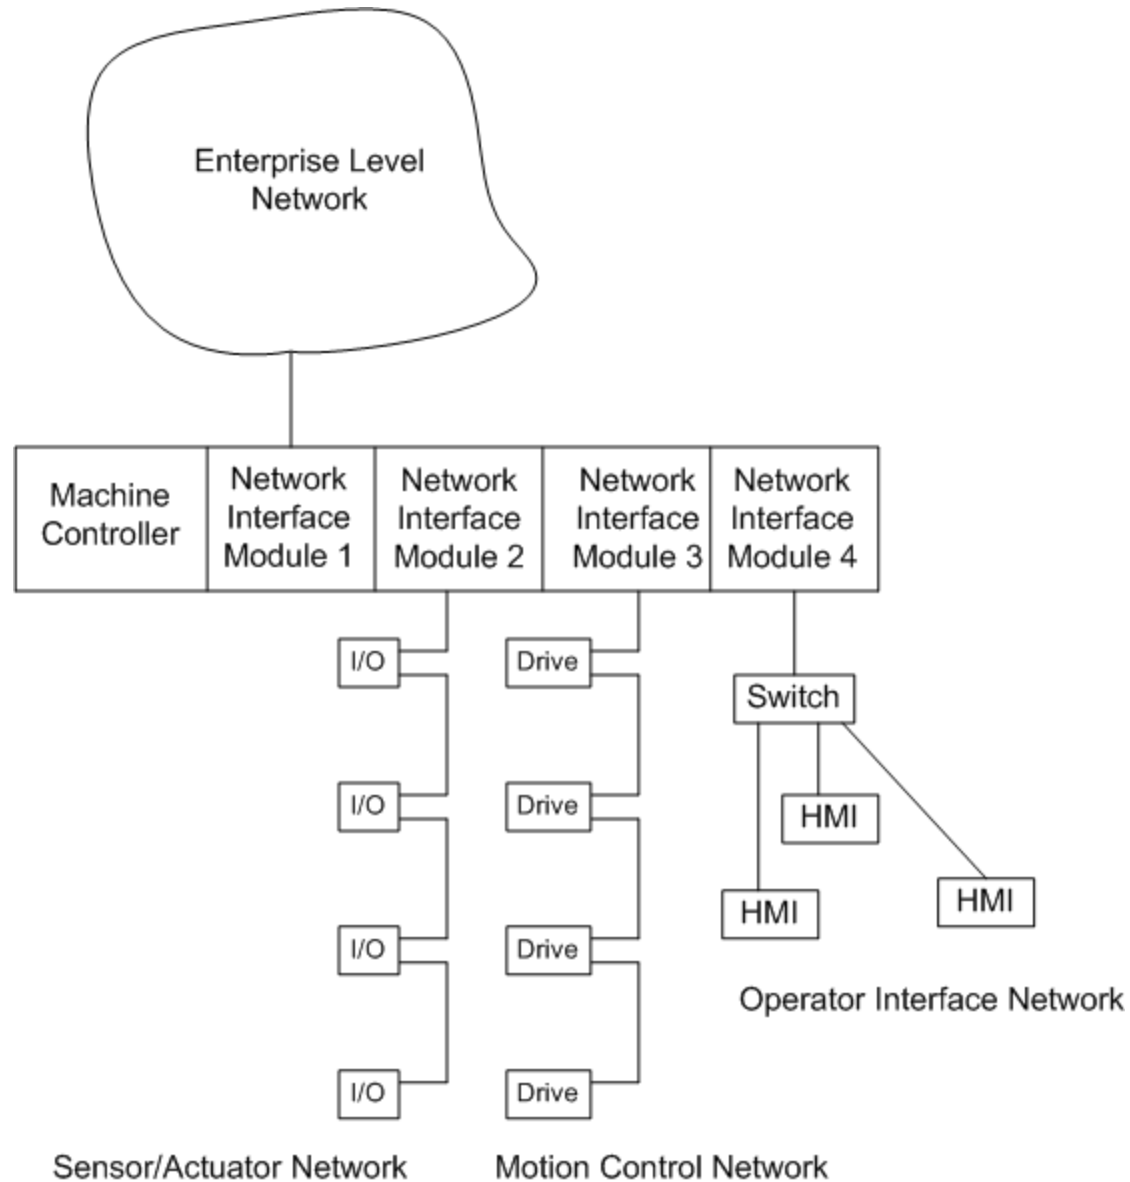 Enterprise Level
Network
Machine
Controller
Network
Interface
Module 1
Network
Interface
Module 2
Network
Interface
Module 3
Network
Interface
Module 4
I/O
Drive
Switch
I/O
Drive
HMI
HMI
HMI
I/O
Drive
Operator Interface Network
I/O
Drive
Sensor/Actuator Network
Motion Control Network